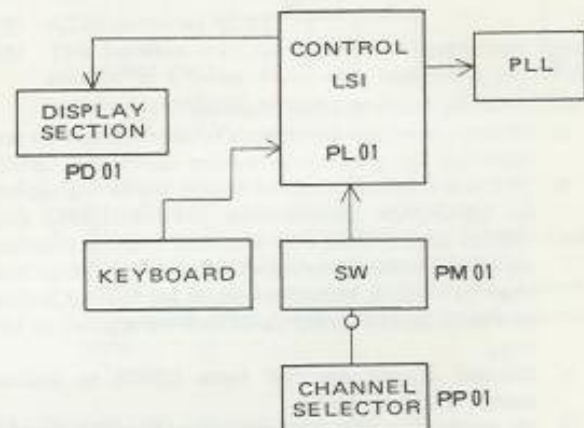 CONTROL
LSI
PL 01
PLL
DISPLAY
SECTION
PD 01
KEYBOARD
SW
PM 01
CHANNEL
SELECTOR
PP 01